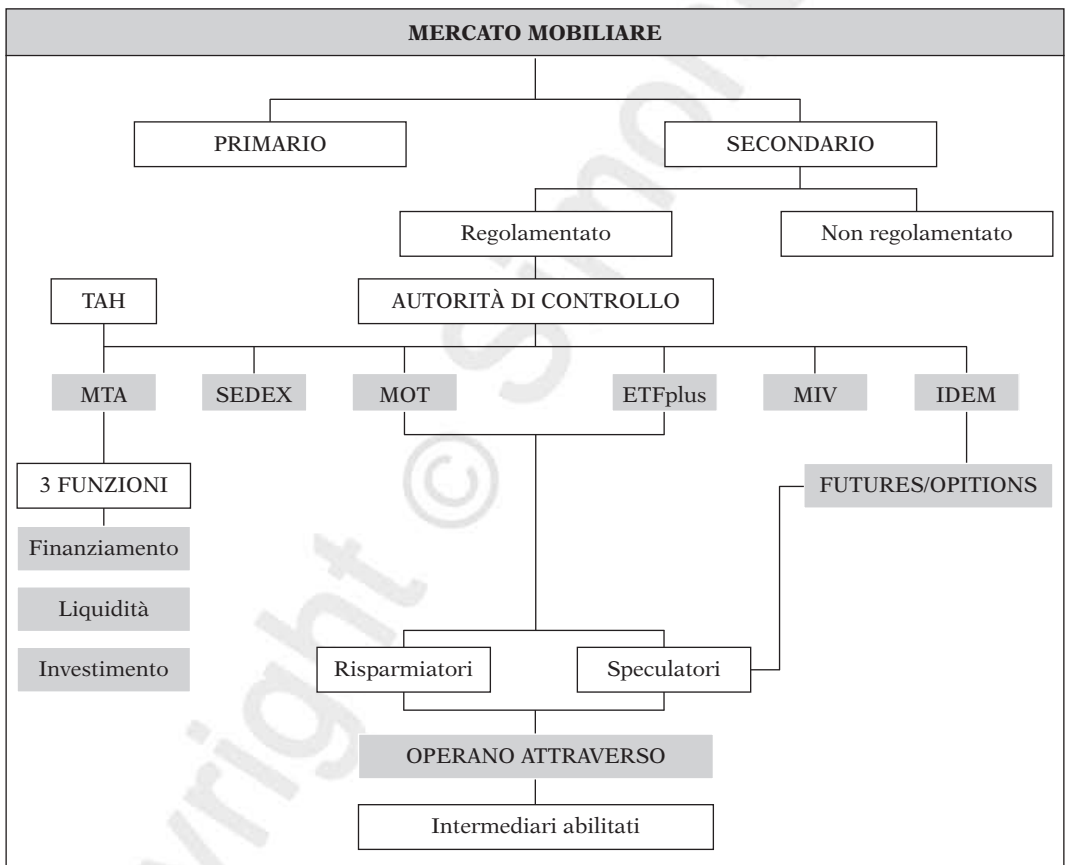 MERCATO MOBILIARE
PRIMARIO
SECONDARIO
Regolamentato
Non regolamentato
TAH
AUTORITÀ DI CONTROLLO
MTA
SEDEX
MOT
ETFplus
MIV
IDEM
3 FUNZIONI
FUTURES/OPITIONS
Finanziamento
Liquidità
Investimento
Risparmiatori
Speculatori
OPERANO ATTRAVERSO
Intermediari abilitati